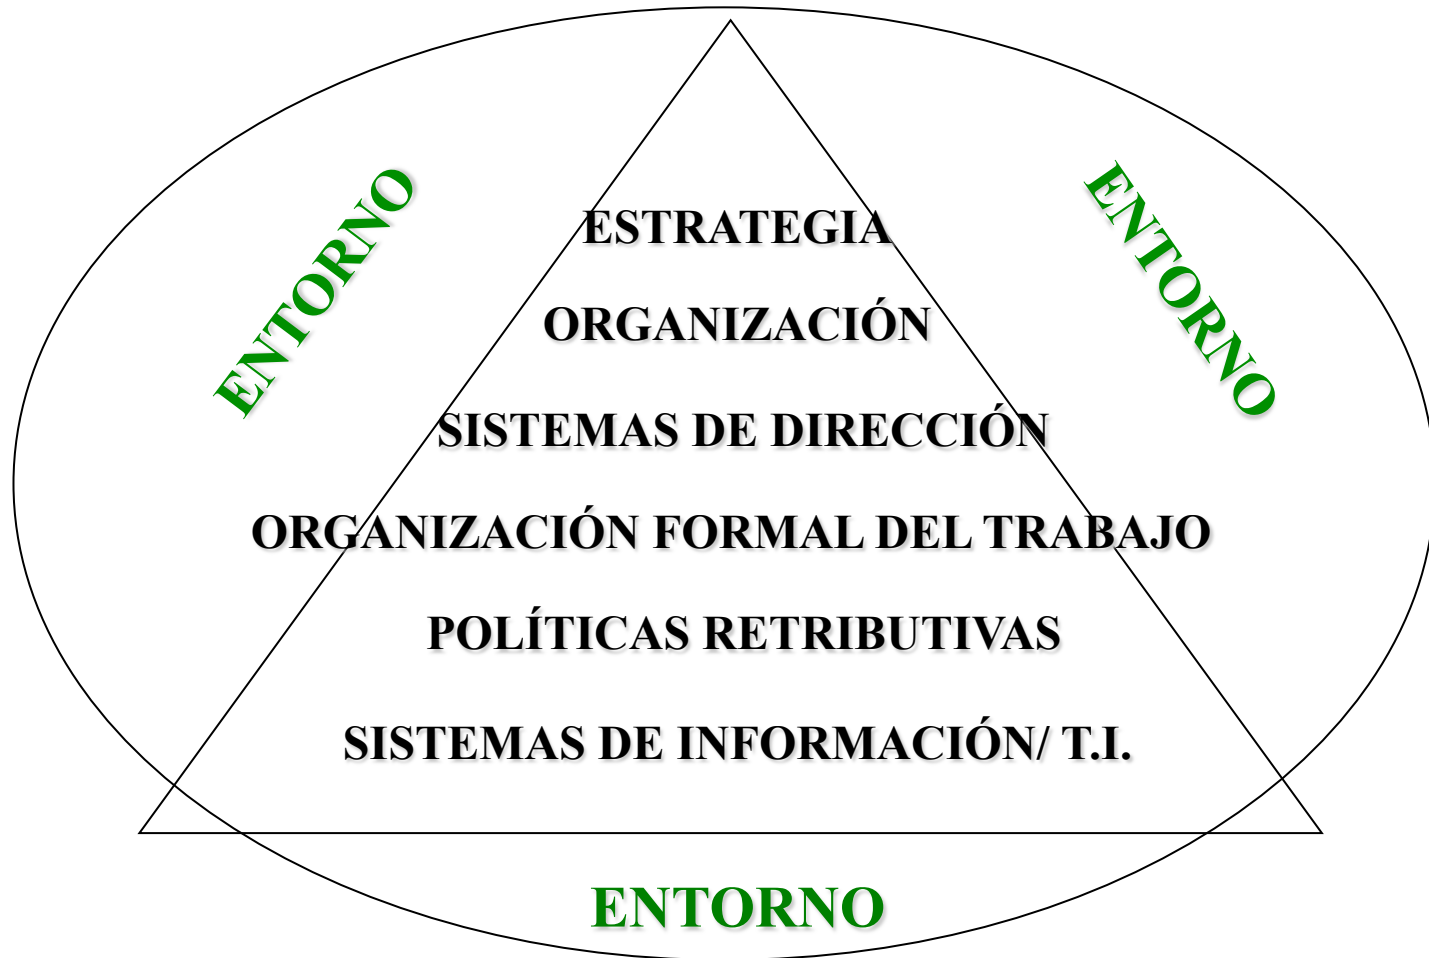 ENTORNO
ENTORNO
ESTRATEGIA
ORGANIZACIÓN
SISTEMAS DE DIRECCIÓN
ORGANIZACIÓN FORMAL DEL TRABAJO
POLÍTICAS RETRIBUTIVAS
SISTEMAS DE INFORMACIÓN/ T.I.
ENTORNO